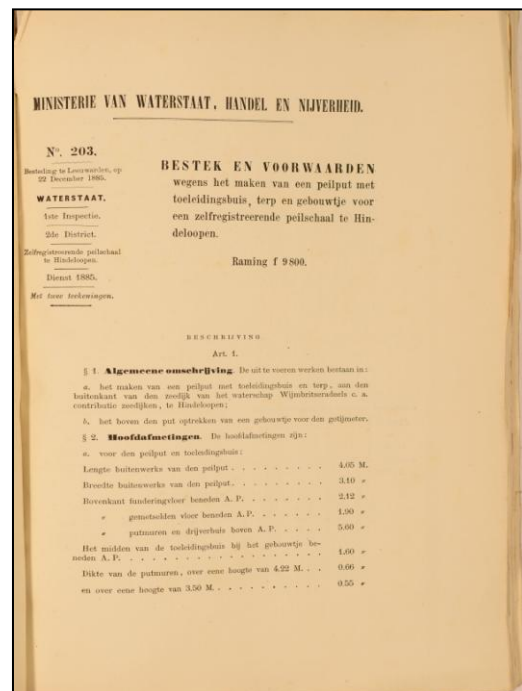 MINISTERIE VAN WATERSTAAT, HANDEL EN NIJVERHEID.
N°. 203.
Besteding te Leeuwarden, op
22 December 1885.
WATERSTAAT.
1ste Inspectie.
2de District.
Zelfregistreerende peilschaal
te Hindeloopen.
Dienst 1885.
Met twee teekeningen.
BESTEK EN VOORWAARDEN
wegens het maken van een peilput met
toeleidingsbuis, terp en gebouwtje voor
een zelfregistreerende peilschaal te Hin-
deloopen.
Raming f 9800.
BESCHRIJVING
Art. 1.
§ 1. Algemeene omschrijving. De uit te voeren werken bestaan in:
a. het maken van een peilput met toeleidingsbuis en terp, aan den
buitenkant van den zeedijk van het waterschap Wijmbritseradeels c. a.
contributie zeedijken, te Hindeloopen;
b. het boven den put optrekken van een gebouwtje voor den getijmeter.
§ 2. Hoofdafmetingen. De hoofdafmetingen zijn:
a. voor den peilput en toeleidingsbuis:
Lengte buitenwerks van den peilput . . . . . . . . 4.05 M.
Breedte buitenwerks van den peilput . . . . . . . . 3.10 „
Bovenkant funderingvloer beneden A. P. . . . . . . . 2.12 „
„ gemetselden vloer beneden A. P. . . . . . 1.90 „
„ putmuren en drijverhuis boven A. P. . . . . 5.00 „
Het midden van de toeleidingsbuis bij het gebouwtje be-
neden A. P. . . . . . . . . . . . . . . . . 1.60 „
Dikte van de putmuren, over eene hoogte van 4.22 M. . . 0.66 „
en over eene hoogte van 3.50 M. . . . . . . . . . 0.55 „